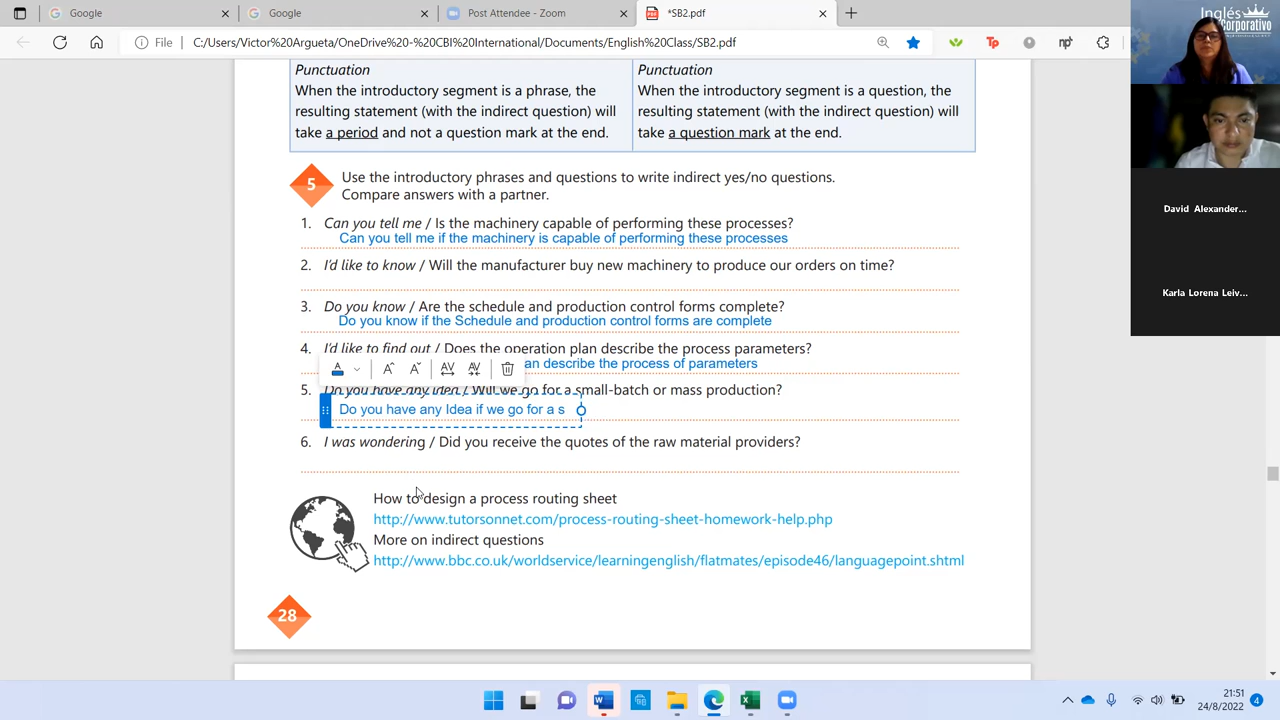 Google
Google
Post Attendee - Zoom
*SB2.pdf
File
C:/Users/Victor%20Argueta/OneDrive%20-%20CBI%20International/Documents/English%20Class/SB2.pdf
Inglés
Corporativo
Punctuation
When the introductory segment is a phrase, the
resulting statement (with the indirect question) will
take a period and not a question mark at the end.
Punctuation
When the introductory segment is a question, the
resulting statement (with the indirect question) will
take a question mark at the end.
5
Use the introductory phrases and questions to write indirect yes/no questions.
Compare answers with a partner.
1. Can you tell me / Is the machinery capable of performing these processes?
Can you tell me if the machinery is capable of performing these processes
2. I'd like to know / Will the manufacturer buy new machinery to produce our orders on time?
3. Do you know / Are the schedule and production control forms complete?
Do you know if the Schedule and production control forms are complete
4. I'd like to find out / Does the operation plan describe the process parameters?
an describe the process of parameters
5. Do you have any idea / Will we go for a small-batch or mass production?
Do you have any Idea if we go for a s
6. I was wondering / Did you receive the quotes of the raw material providers?
How to design a process routing sheet
http://www.tutorsonnet.com/process-routing-sheet-homework-help.php
More on indirect questions
http://www.bbc.co.uk/worldservice/learningenglish/flatmates/episode46/languagepoint.shtml
28
David Alexander...
Karla Lorena Leiv...
21:51
24/8/2022
4